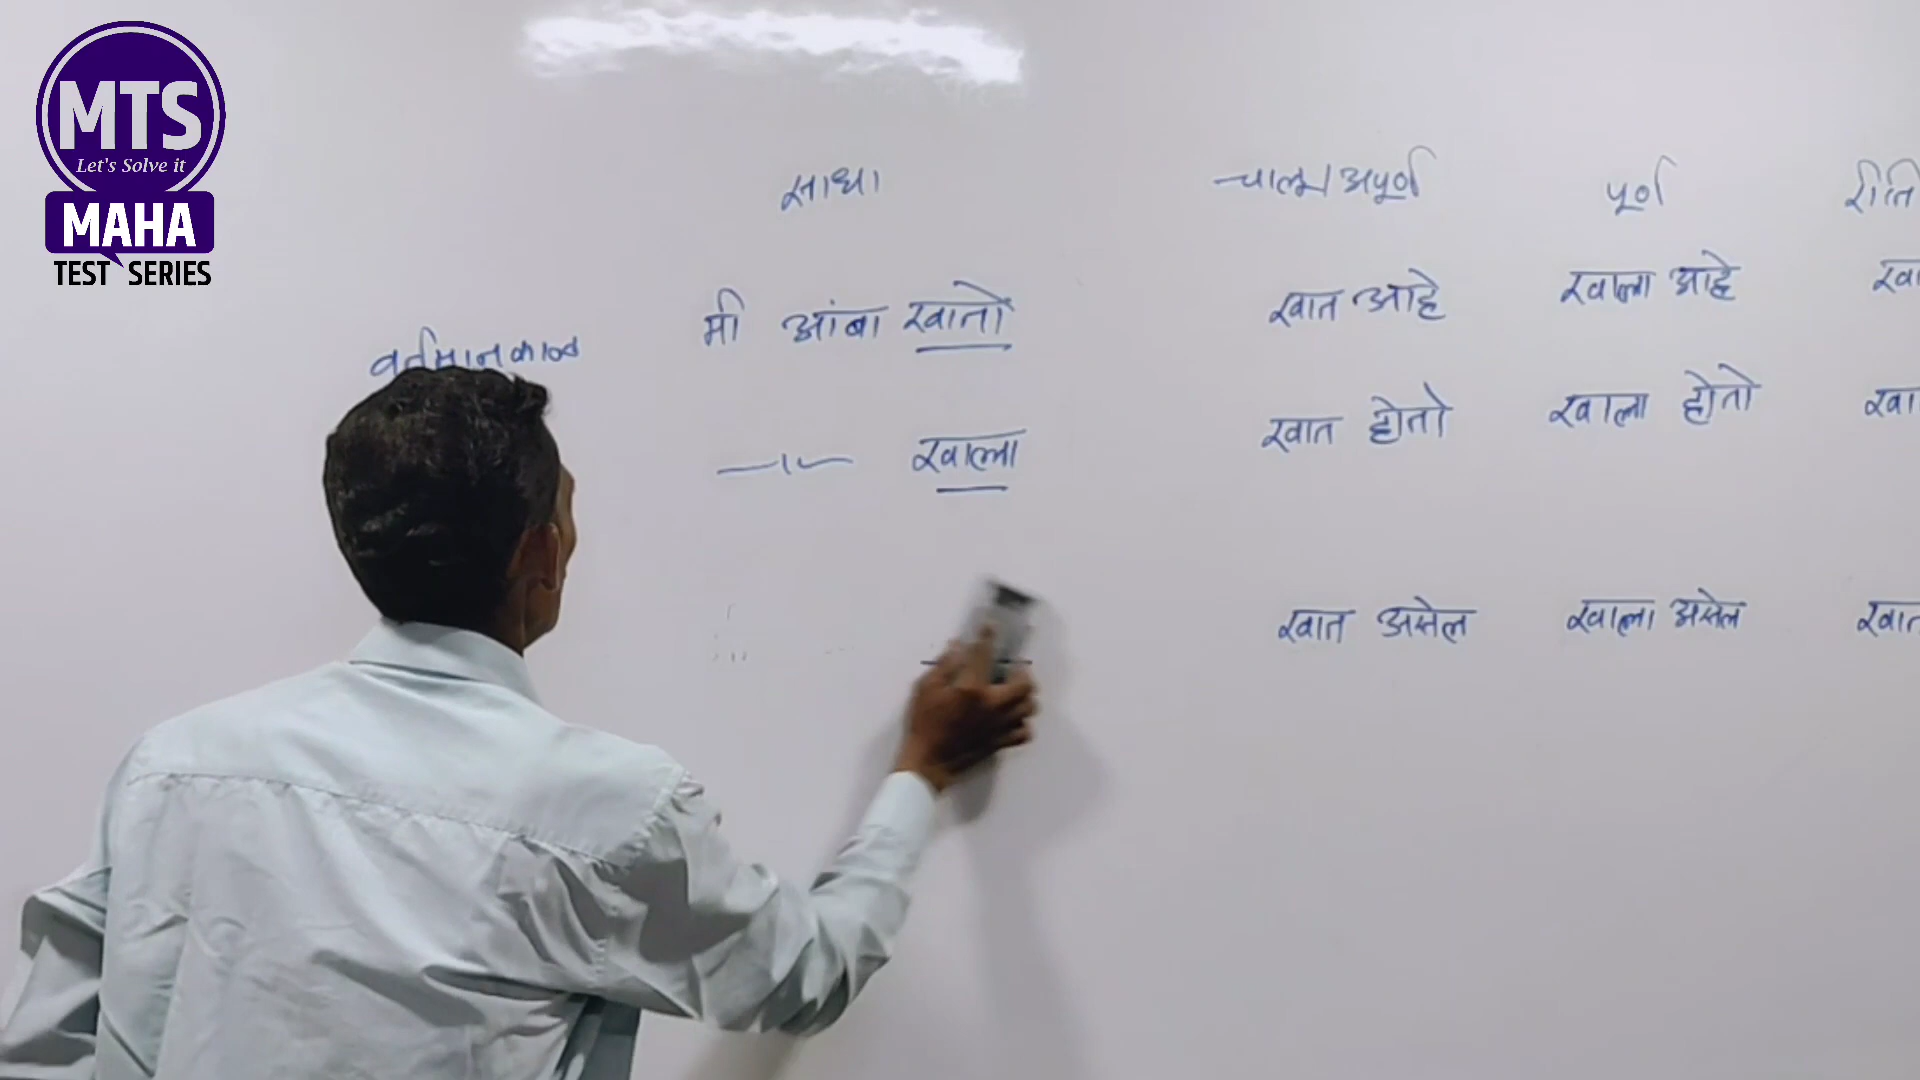 MTS
Let's Solve it
MAHA
TEST SERIES
साधा चालू/अपूर्ण पूर्ण रीति
वर्तमानकाळ मी आंबा खातो खात आहे खाल्ला आहे खा
—"— खाल्ला खात होतो खाल्ला होतो खा
खात असेल खाल्ला असेल खात